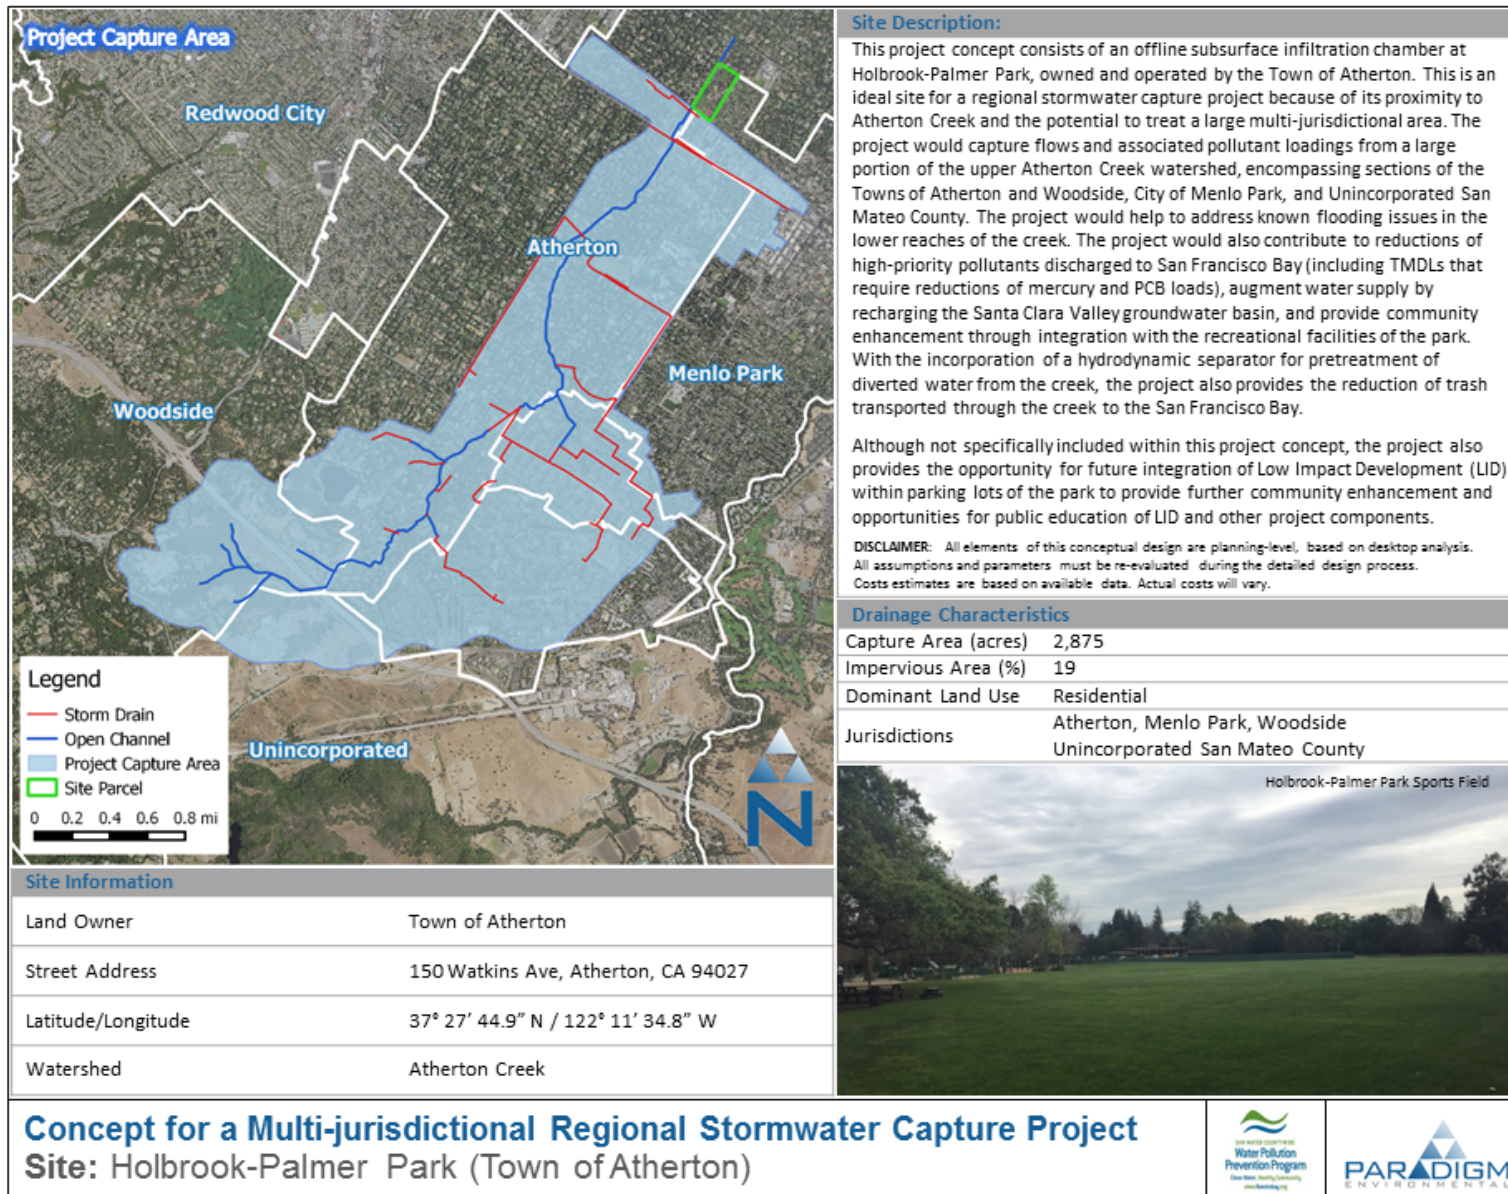 Project Capture Area
Redwood City
Atherton
Menlo Park
Woodside
Unincorporated
Legend
Storm Drain
Open Channel
Project Capture Area
Site Parcel
0 0.2 0.4 0.6 0.8 mi
N
Site Information
Land Owner Town of Atherton
Street Address 150 Watkins Ave, Atherton, CA 94027
Latitude/Longitude 37° 27′ 44.9″ N / 122° 11′ 34.8″ W
Watershed Atherton Creek
Site Description:
This project concept consists of an offline subsurface infiltration chamber at
Holbrook-Palmer Park, owned and operated by the Town of Atherton. This is an
ideal site for a regional stormwater capture project because of its proximity to
Atherton Creek and the potential to treat a large multi-jurisdictional area. The
project would capture flows and associated pollutant loadings from a large
portion of the upper Atherton Creek watershed, encompassing sections of the
Towns of Atherton and Woodside, City of Menlo Park, and Unincorporated San
Mateo County. The project would help to address known flooding issues in the
lower reaches of the creek. The project would also contribute to reductions of
high-priority pollutants discharged to San Francisco Bay (including TMDLs that
require reductions of mercury and PCB loads), augment water supply by
recharging the Santa Clara Valley groundwater basin, and provide community
enhancement through integration with the recreational facilities of the park.
With the incorporation of a hydrodynamic separator for pretreatment of
diverted water from the creek, the project also provides the reduction of trash
transported through the creek to the San Francisco Bay.
Although not specifically included within this project concept, the project also
provides the opportunity for future integration of Low Impact Development (LID)
within parking lots of the park to provide further community enhancement and
opportunities for public education of LID and other project components.
DISCLAIMER: All elements of this conceptual design are planning-level, based on desktop analysis.
All assumptions and parameters must be re-evaluated during the detailed design process.
Costs estimates are based on available data. Actual costs will vary.
Drainage Characteristics
Capture Area (acres) 2,875
Impervious Area (%) 19
Dominant Land Use Residential
Jurisdictions Atherton, Menlo Park, Woodside
Unincorporated San Mateo County
Holbrook-Palmer Park Sports Field
Concept for a Multi-jurisdictional Regional Stormwater Capture Project
Site: Holbrook-Palmer Park (Town of Atherton)
SAN MATEO COUNTYWIDE
Water Pollution
Prevention Program
Clean Water. Healthy Community.
www.flowstobay.org
PARADIGM
ENVIRONMENTAL